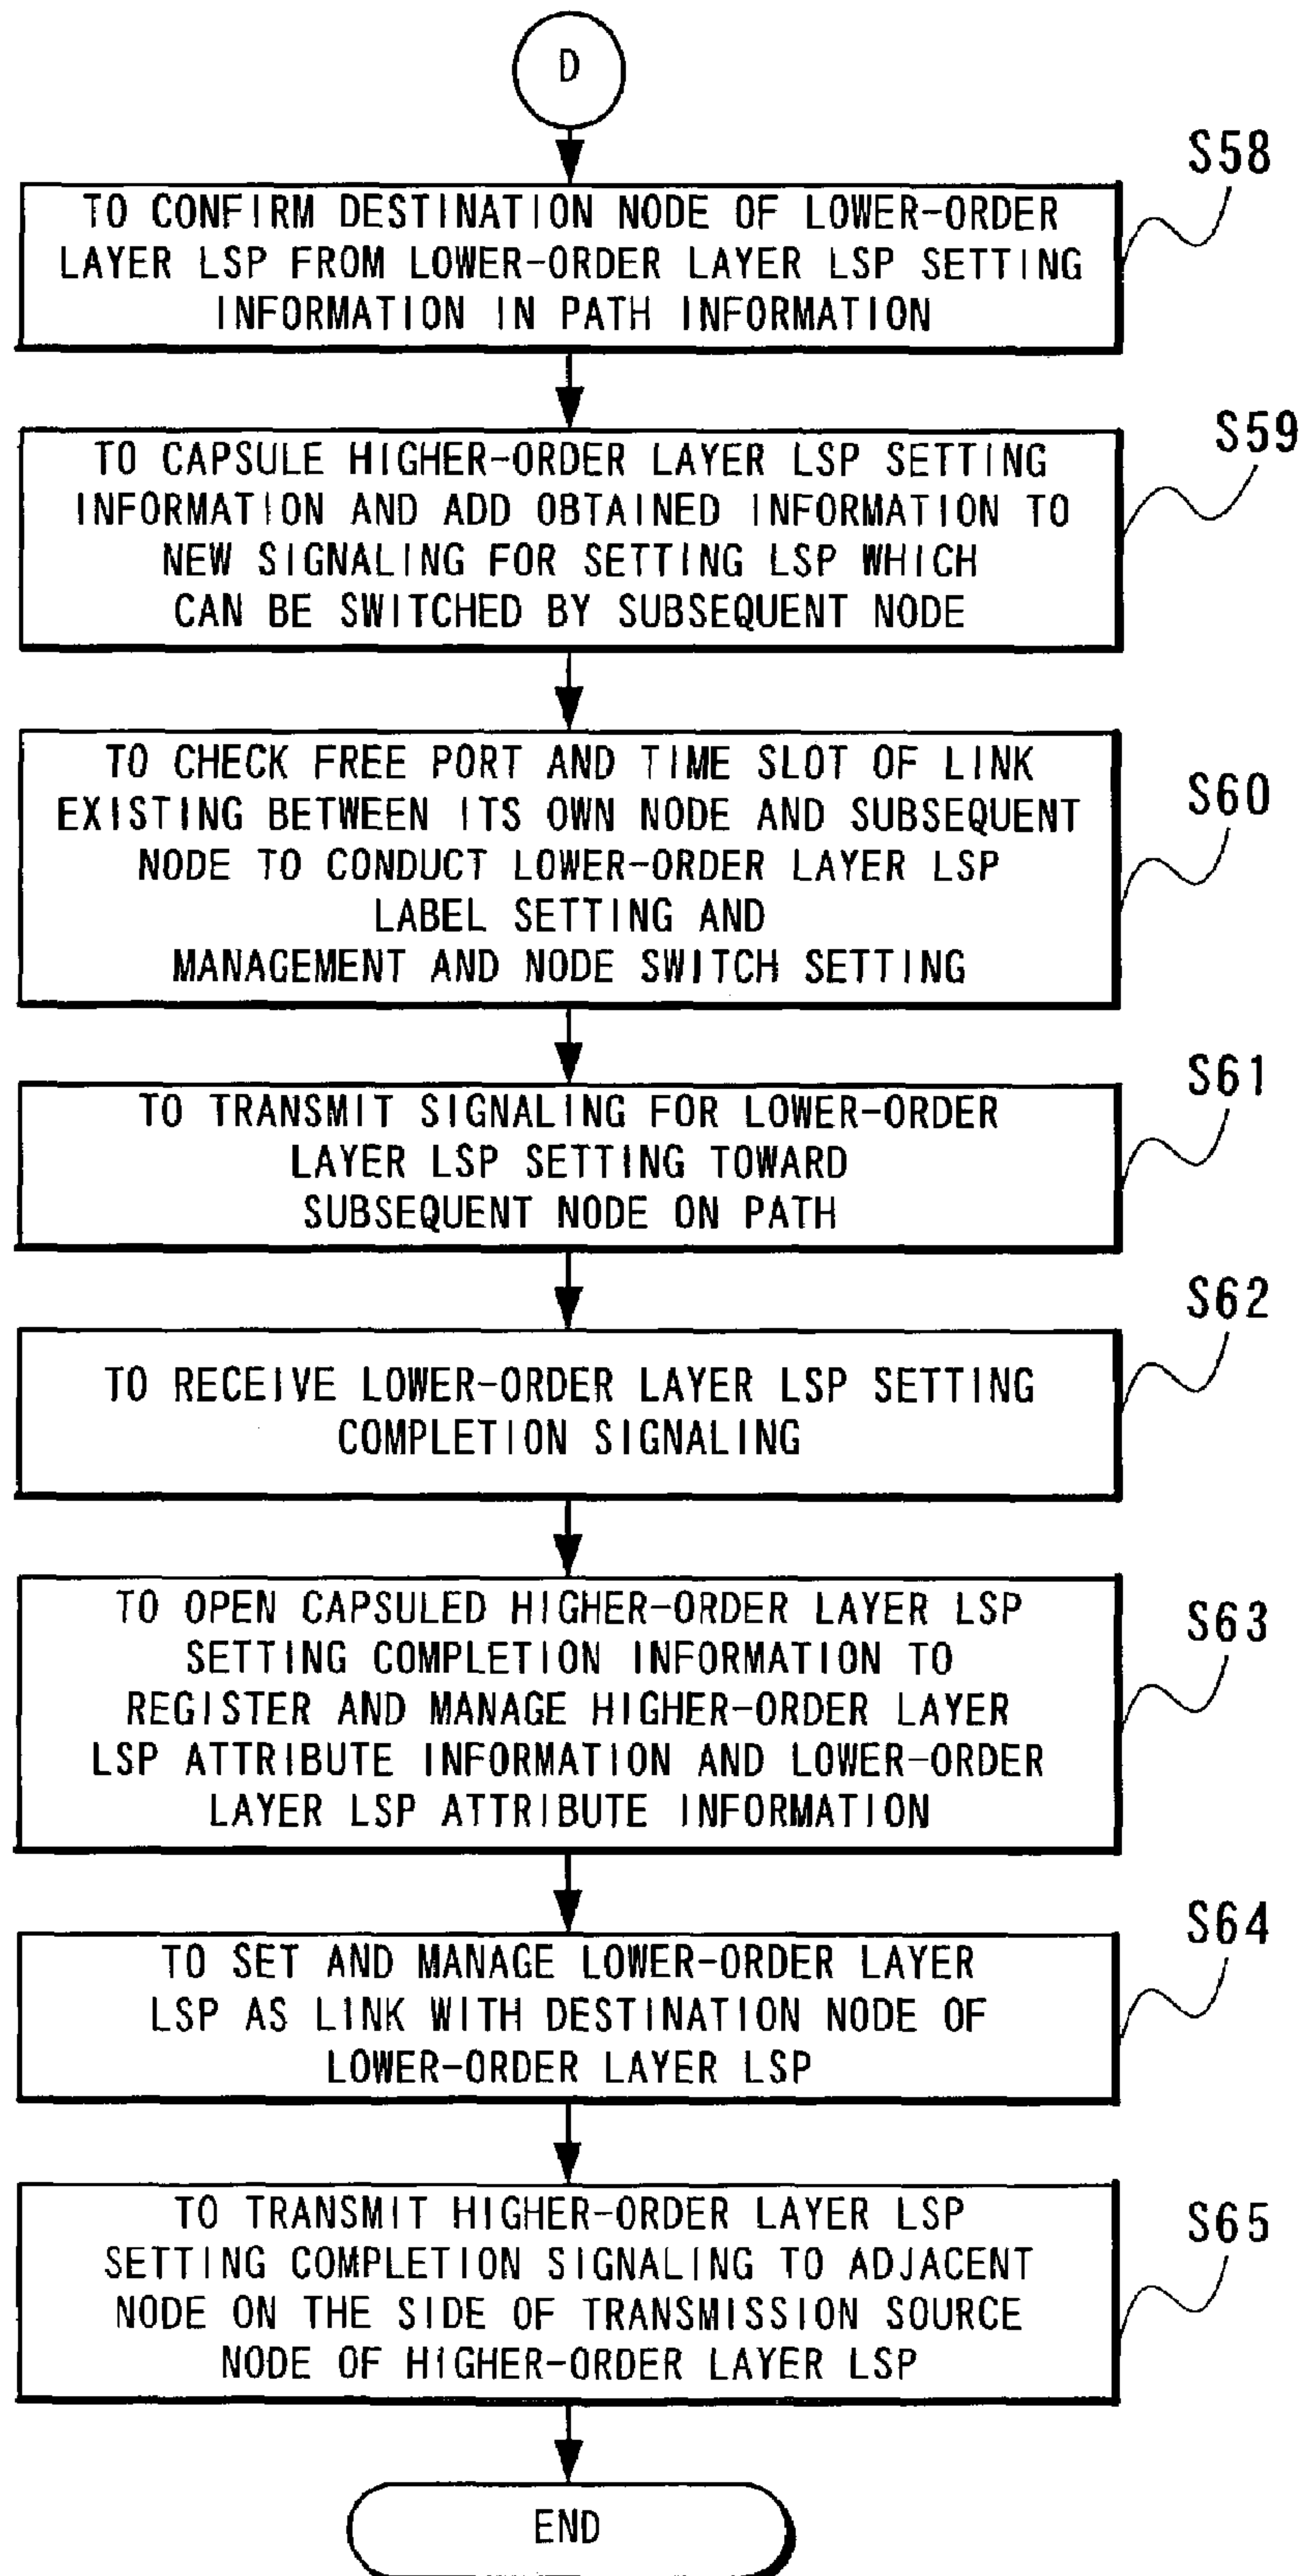 D
S58
TO CONFIRM DESTINATION NODE OF LOWER-ORDER
LAYER LSP FROM LOWER-ORDER LAYER LSP SETTING
INFORMATION IN PATH INFORMATION
S59
TO CAPSULE HIGHER-ORDER LAYER LSP SETTING
INFORMATION AND ADD OBTAINED INFORMATION TO
NEW SIGNALING FOR SETTING LSP WHICH
CAN BE SWITCHED BY SUBSEQUENT NODE
S60
TO CHECK FREE PORT AND TIME SLOT OF LINK
EXISTING BETWEEN ITS OWN NODE AND SUBSEQUENT
NODE TO CONDUCT LOWER-ORDER LAYER LSP
LABEL SETTING AND
MANAGEMENT AND NODE SWITCH SETTING
S61
TO TRANSMIT SIGNALING FOR LOWER-ORDER
LAYER LSP SETTING TOWARD
SUBSEQUENT NODE ON PATH
S62
TO RECEIVE LOWER-ORDER LAYER LSP SETTING
COMPLETION SIGNALING
S63
TO OPEN CAPSULED HIGHER-ORDER LAYER LSP
SETTING COMPLETION INFORMATION TO
REGISTER AND MANAGE HIGHER-ORDER LAYER
LSP ATTRIBUTE INFORMATION AND LOWER-ORDER
LAYER LSP ATTRIBUTE INFORMATION
S64
TO SET AND MANAGE LOWER-ORDER LAYER
LSP AS LINK WITH DESTINATION NODE OF
LOWER-ORDER LAYER LSP
S65
TO TRANSMIT HIGHER-ORDER LAYER LSP
SETTING COMPLETION SIGNALING TO ADJACENT
NODE ON THE SIDE OF TRANSMISSION SOURCE
NODE OF HIGHER-ORDER LAYER LSP
END